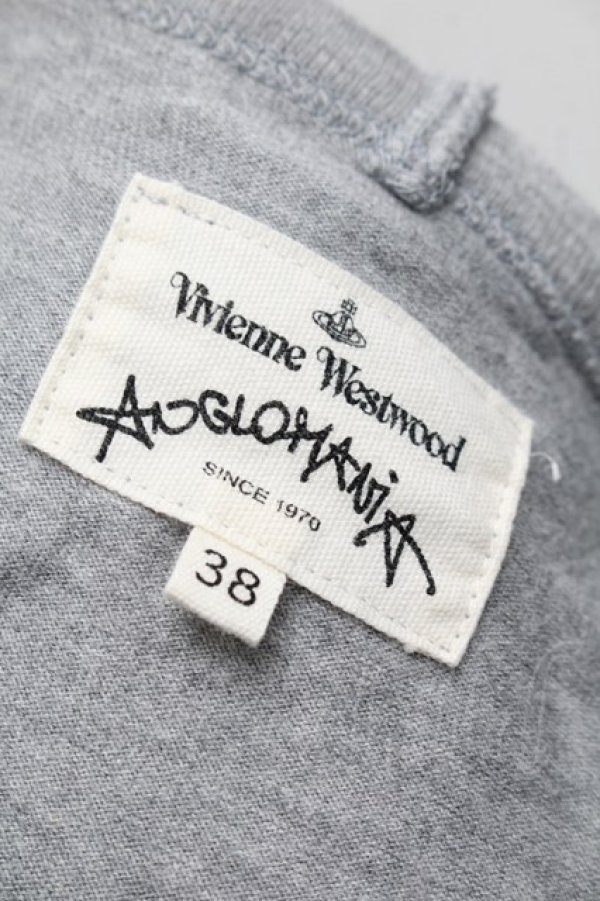 Vivienne Westwood
ANGLOMANiA
SINCE 1970
38